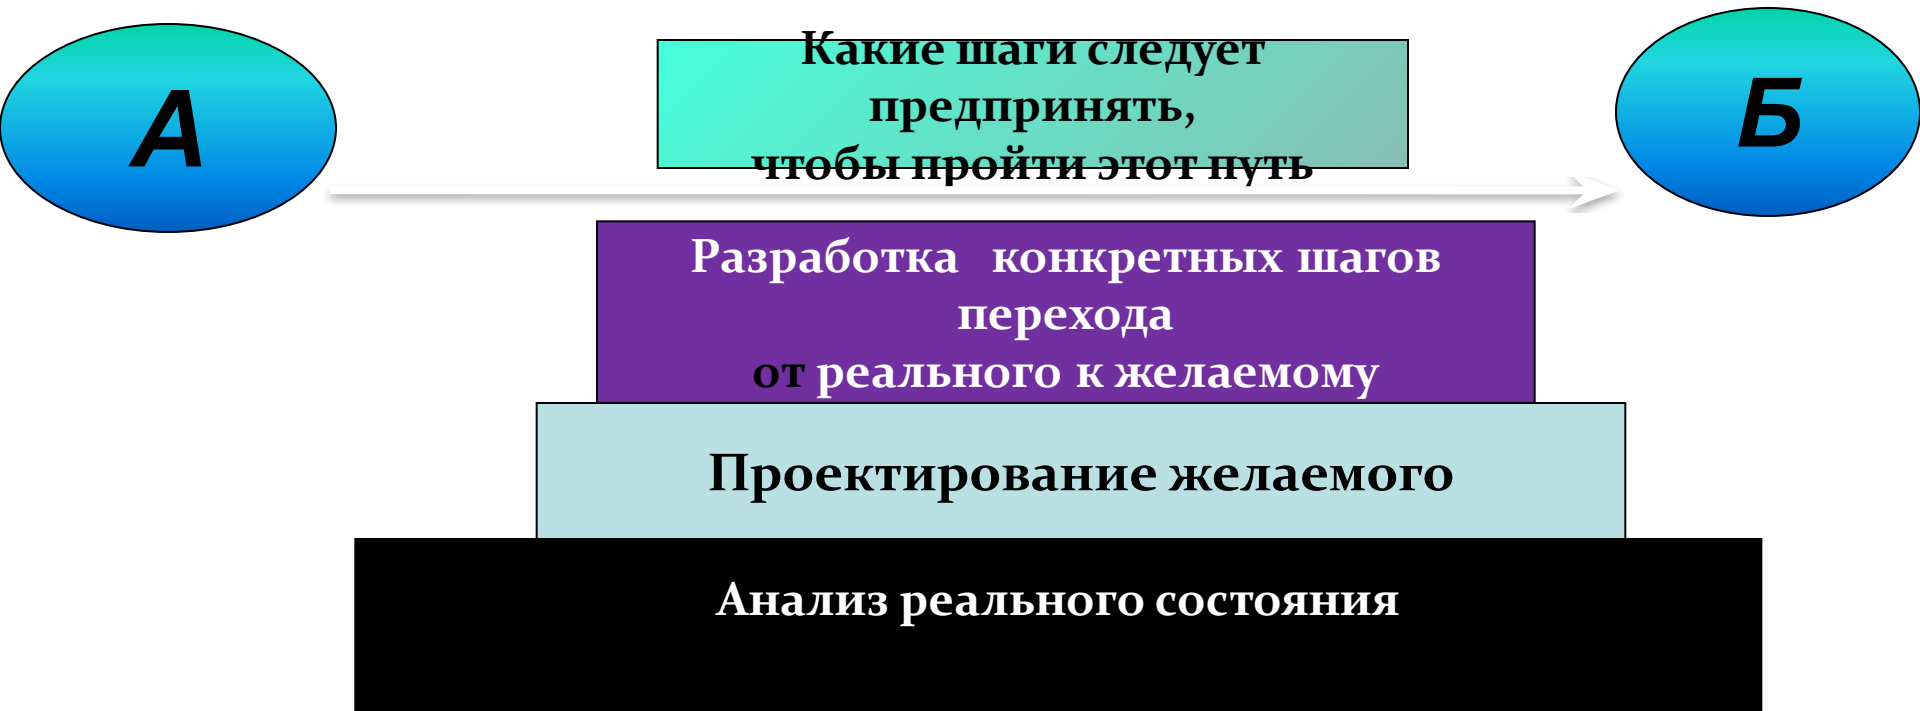 А
Какие шаги следует
предпринять,
чтобы пройти этот путь
Б
Разработка конкретных шагов
перехода
от реального к желаемому
Проектирование желаемого
Анализ реального состояния